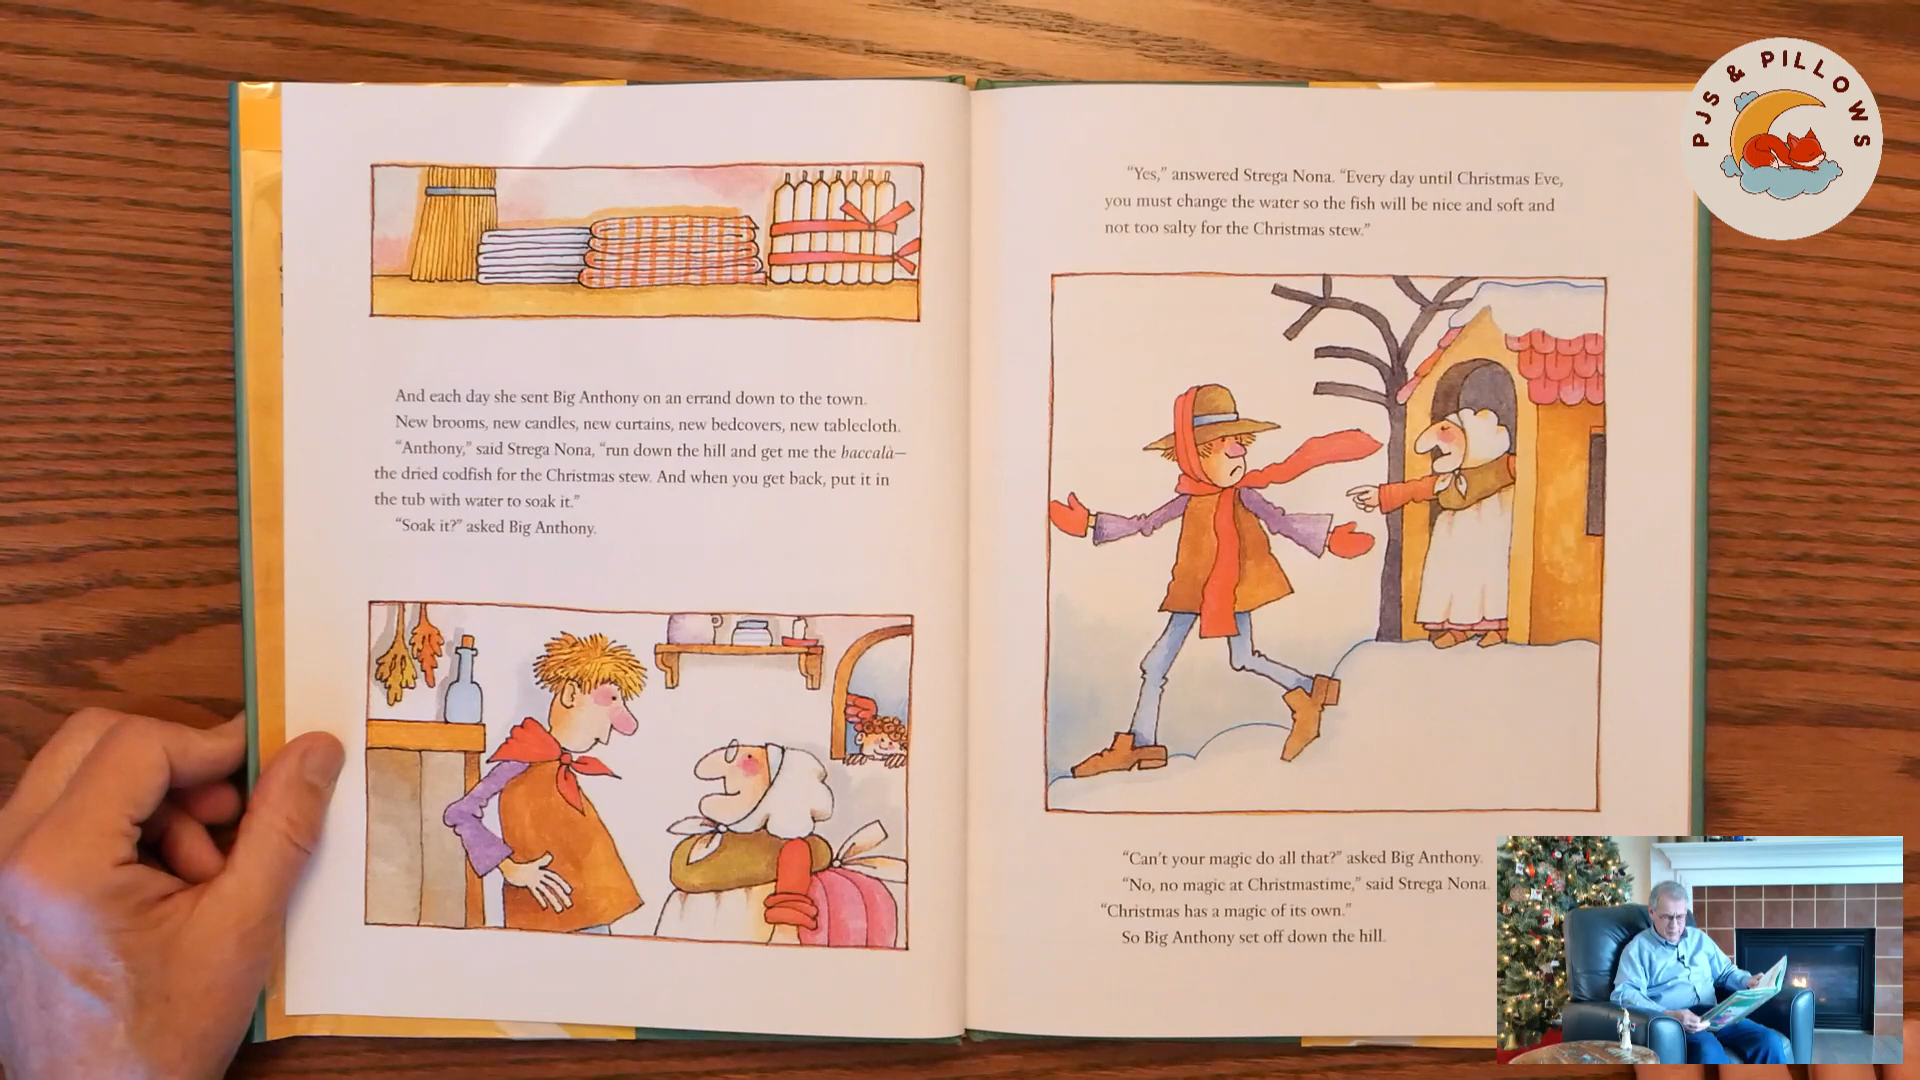 PJS & PILLOWS
And each day she sent Big Anthony on an errand down to the town.
New brooms, new candles, new curtains, new bedcovers, new tablecloth.
“Anthony,” said Strega Nona, “run down the hill and get me the baccalà—
the dried codfish for the Christmas stew. And when you get back, put it in
the tub with water to soak it.”
“Soak it?” asked Big Anthony.
“Yes,” answered Strega Nona. “Every day until Christmas Eve,
you must change the water so the fish will be nice and soft and
not too salty for the Christmas stew.”
“Can’t your magic do all that?” asked Big Anthony.
“No, no magic at Christmastime,” said Strega Nona.
“Christmas has a magic of its own.”
So Big Anthony set off down the hill.